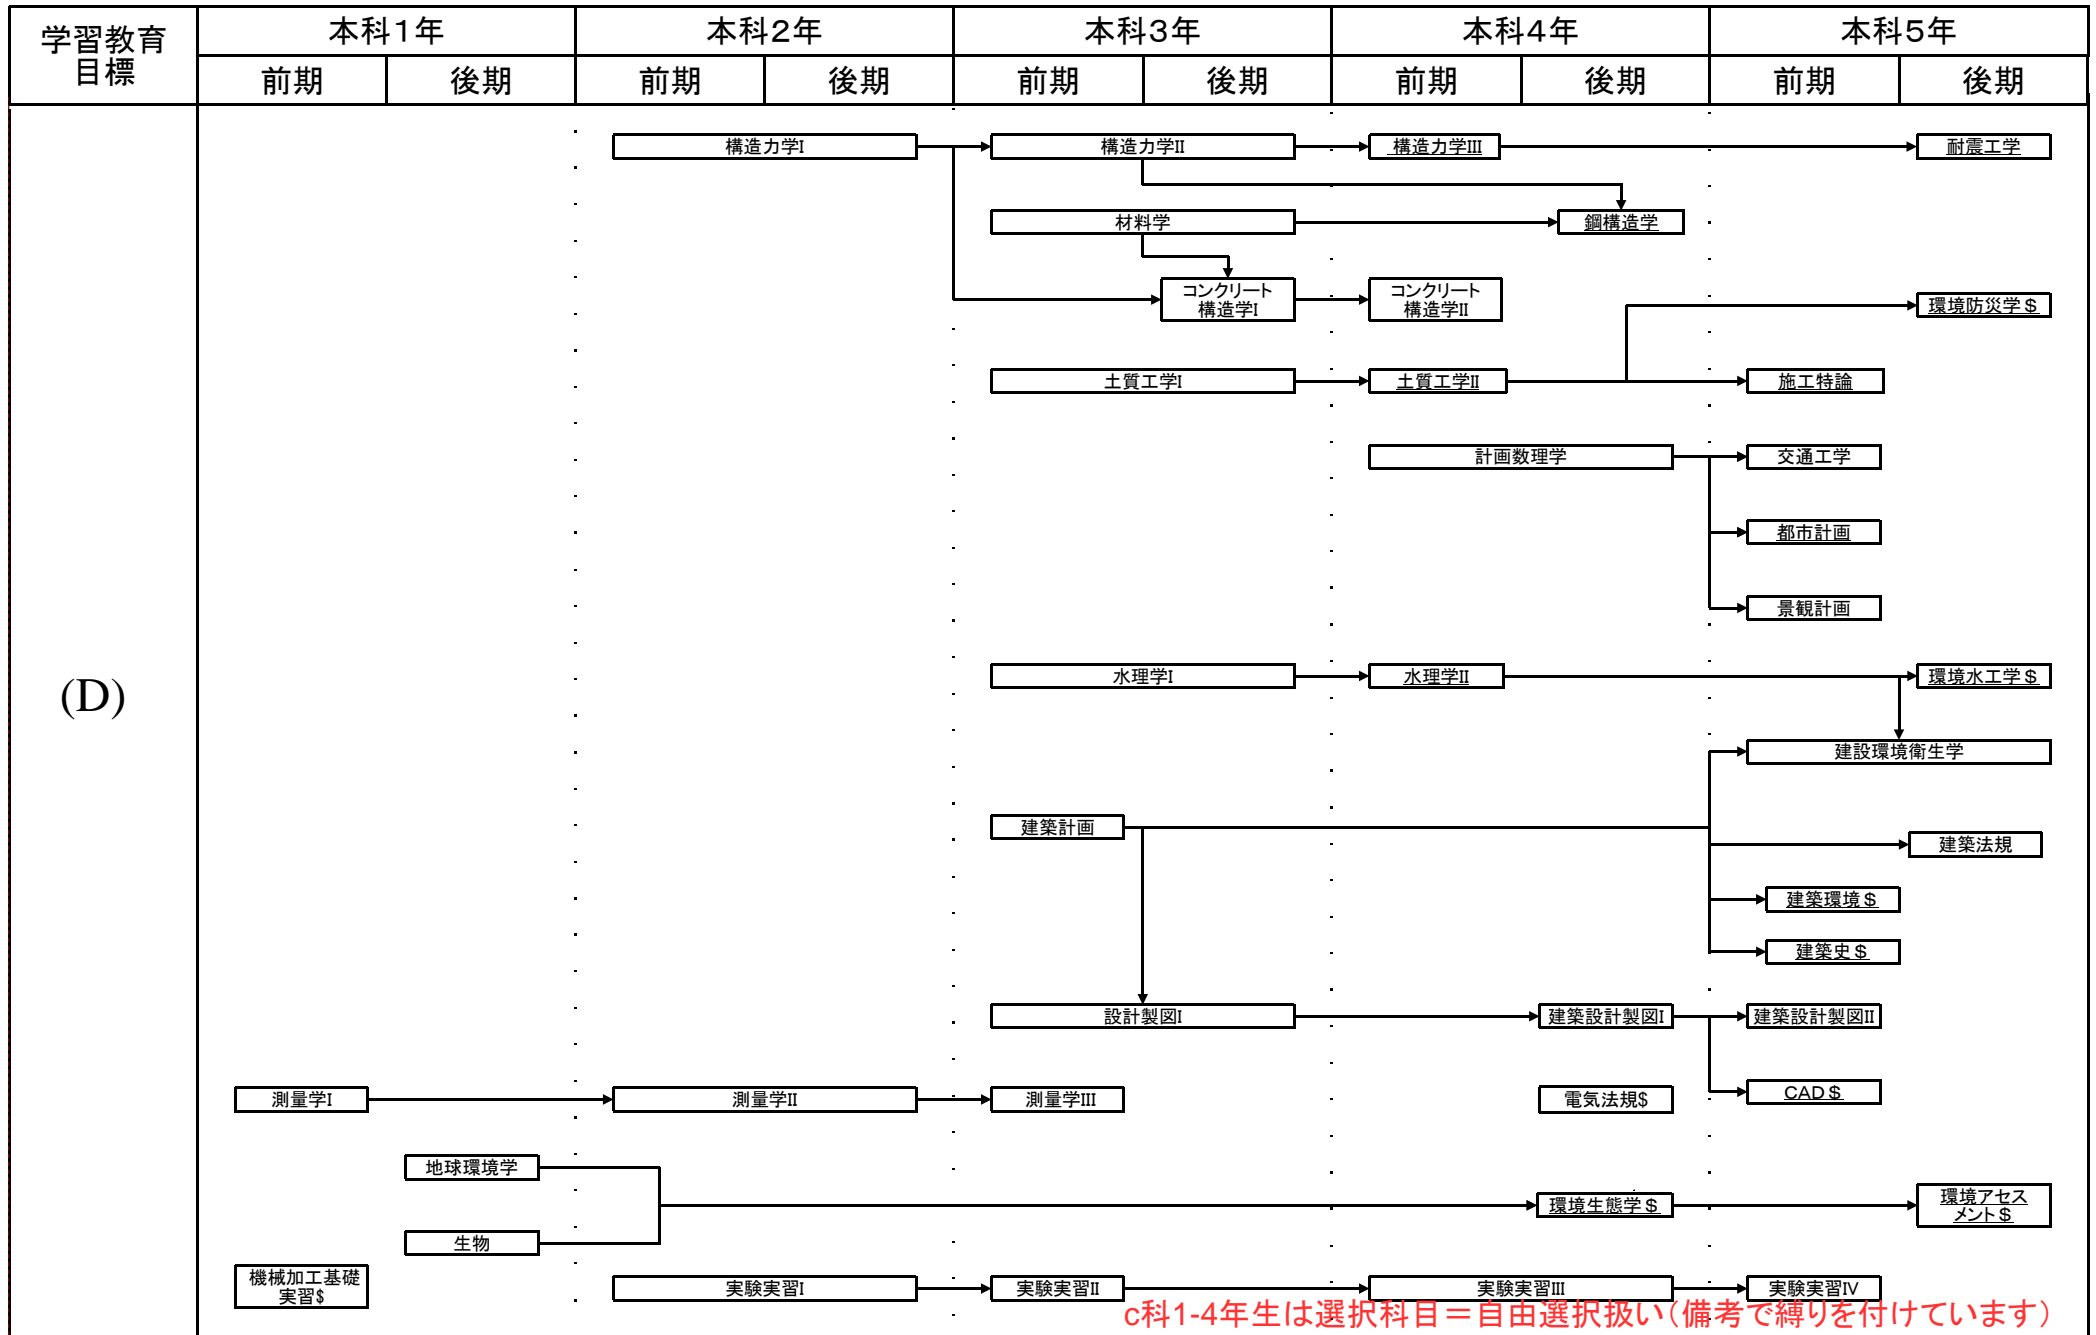 学習教育
目標
本科1年
本科2年
本科3年
本科4年
本科5年
前期
後期
前期
後期
前期
後期
前期
後期
前期
後期
(D)
構造力学I
構造力学II
構造力学III
耐震工学
材料学
鋼構造学
コンクリート
構造学I
コンクリート
構造学II
環境防災学＄
土質工学I
土質工学II
施工特論
計画数理学
交通工学
都市計画
景観計画
水理学I
水理学II
環境水工学＄
建設環境衛生学
建築計画
建築法規
建築環境＄
建築史＄
設計製図I
建築設計製図I
建築設計製図II
測量学I
測量学II
測量学III
電気法規$
CAD＄
地球環境学
環境生態学＄
環境アセス
メント＄
生物
機械加工基礎
実習$
実験実習I
実験実習II
実験実習III
実験実習IV
c科1-4年生は選択科目＝自由選択扱い（備考で縛りを付けています）